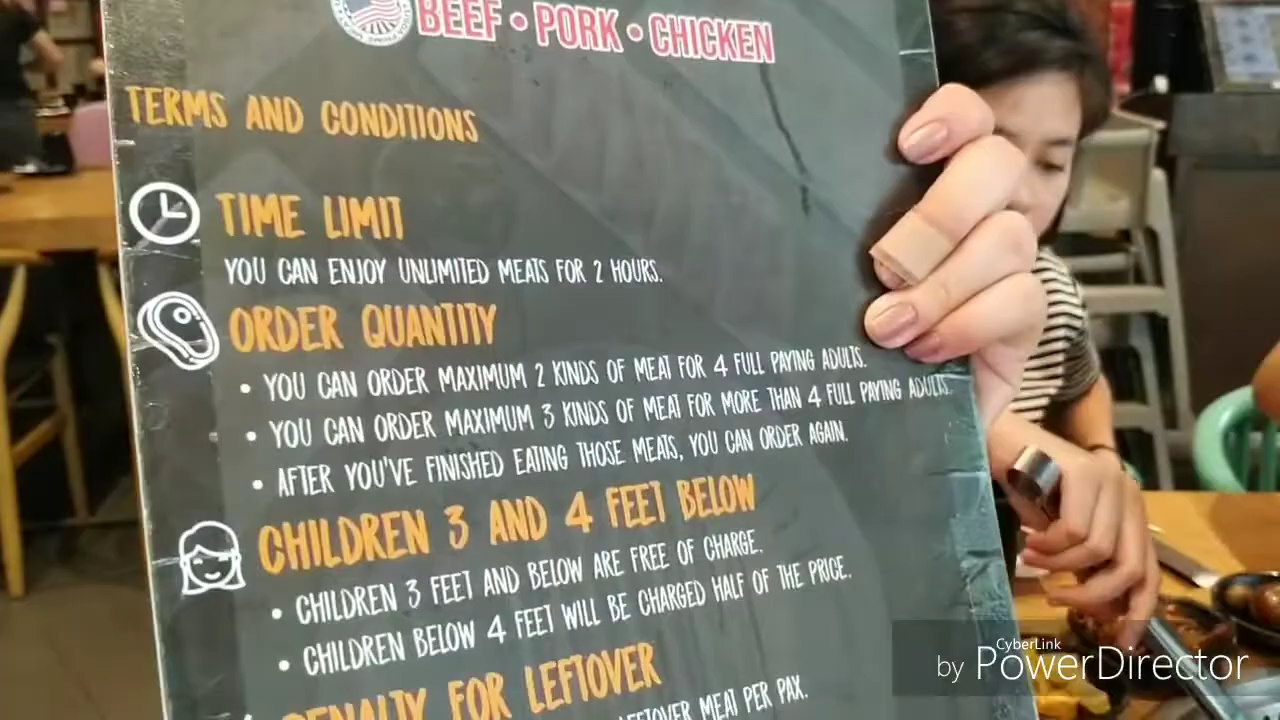 BEEF • PORK • CHICKEN
TERMS AND CONDITIONS
TIME LIMIT
YOU CAN ENJOY UNLIMITED MEATS FOR 2 HOURS.
ORDER QUANTITY
• YOU CAN ORDER MAXIMUM 2 KINDS OF MEAT FOR 4 FULL PAYING ADULTS.
• YOU CAN ORDER MAXIMUM 3 KINDS OF MEAT FOR MORE THAN 4 FULL PAYING ADULTS.
• AFTER YOU'VE FINISHED EATING THOSE MEATS, YOU CAN ORDER AGAIN.
CHILDREN 3 AND 4 FEET BELOW
• CHILDREN 3 FEET AND BELOW ARE FREE OF CHARGE.
• CHILDREN BELOW 4 FEET WILL BE CHARGED HALF OF THE PRICE.
PENALTY FOR LEFTOVER
LEFTOVER MEAT PER PAX.
CyberLink
by PowerDirector